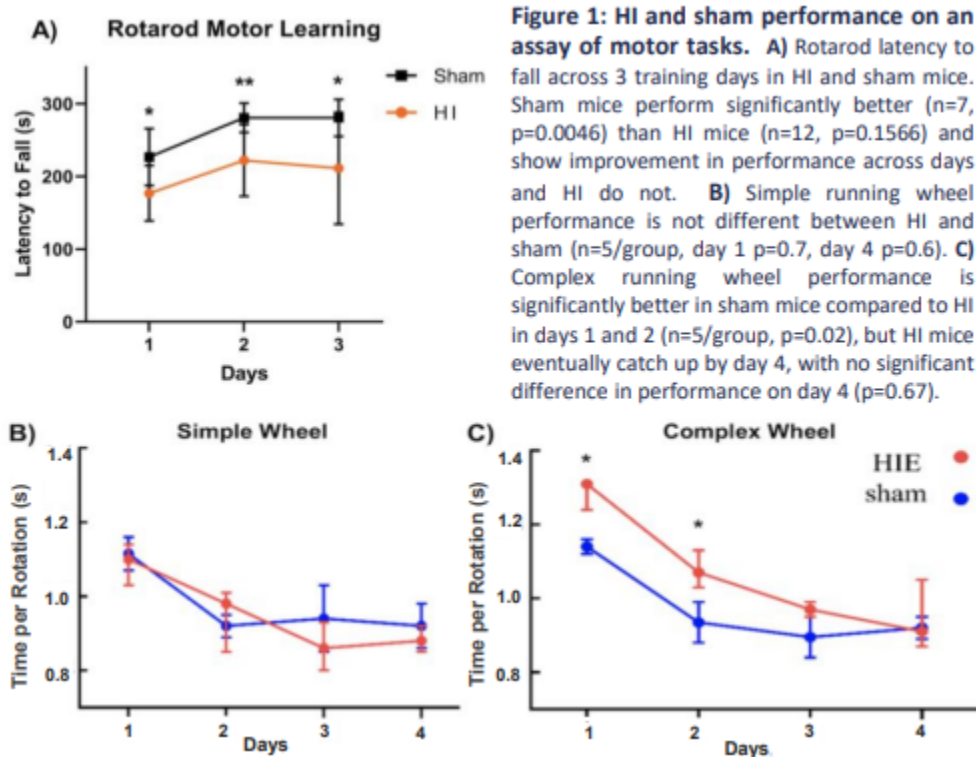 A) Rotarod Motor Learning
Latency to Fall (s)
300
200
100
0
* ** *
1 2 3
Days
Sham
HI
Figure 1: HI and sham performance on an
assay of motor tasks. A) Rotarod latency to
fall across 3 training days in HI and sham mice.
Sham mice perform significantly better (n=7,
p=0.0046) than HI mice (n=12, p=0.1566) and
show improvement in performance across days
and HI do not. B) Simple running wheel
performance is not different between HI and
sham (n=5/group, day 1 p=0.7, day 4 p=0.6). C)
Complex running wheel performance is
significantly better in sham mice compared to HI
in days 1 and 2 (n=5/group, p=0.02), but HI mice
eventually catch up by day 4, with no significant
difference in performance on day 4 (p=0.67).
B) Simple Wheel
Time per Rotation (s)
1.4
1.2
1.0
0.8
1 2 3 4
Days
C) Complex Wheel
Time per Rotation (s)
1.4
1.2
1.0
0.8
* *
HIE
sham
1 2 3 4
Days